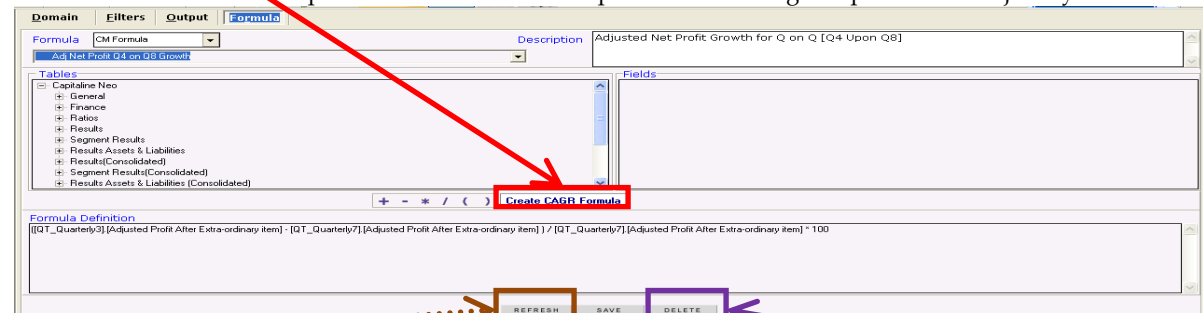 Domain Filters Output Formula
Formula CM Formula Description Adjusted Net Profit Growth for Q on Q [Q4 Upon Q8]
Adj Net Profit Q4 on Q8 Growth
Tables Fields
Capitaline Neo
General
Finance
Ratios
Results
Segment Results
Results Assets & Liabilities
Results(Consolidated)
Segment Results(Consolidated)
Results Assets & Liabilities (Consolidated)
+ - * / ( ) Create CAGR Formula
Formula Definition
([QT_Quarterly3].[Adjusted Profit After Extra-ordinary item] - [QT_Quarterly7].[Adjusted Profit After Extra-ordinary item] ) / [QT_Quarterly7].[Adjusted Profit After Extra-ordinary item] * 100
REFRESH SAVE DELETE